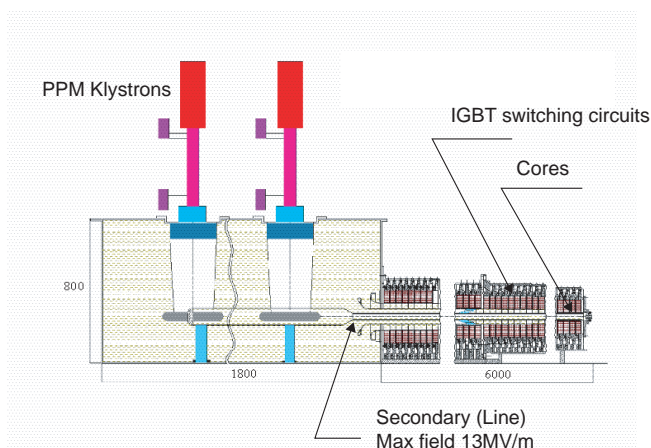 PPM Klystrons
IGBT switching circuits
Cores
800
1800
6000
Secondary (Line)
Max field 13MV/m